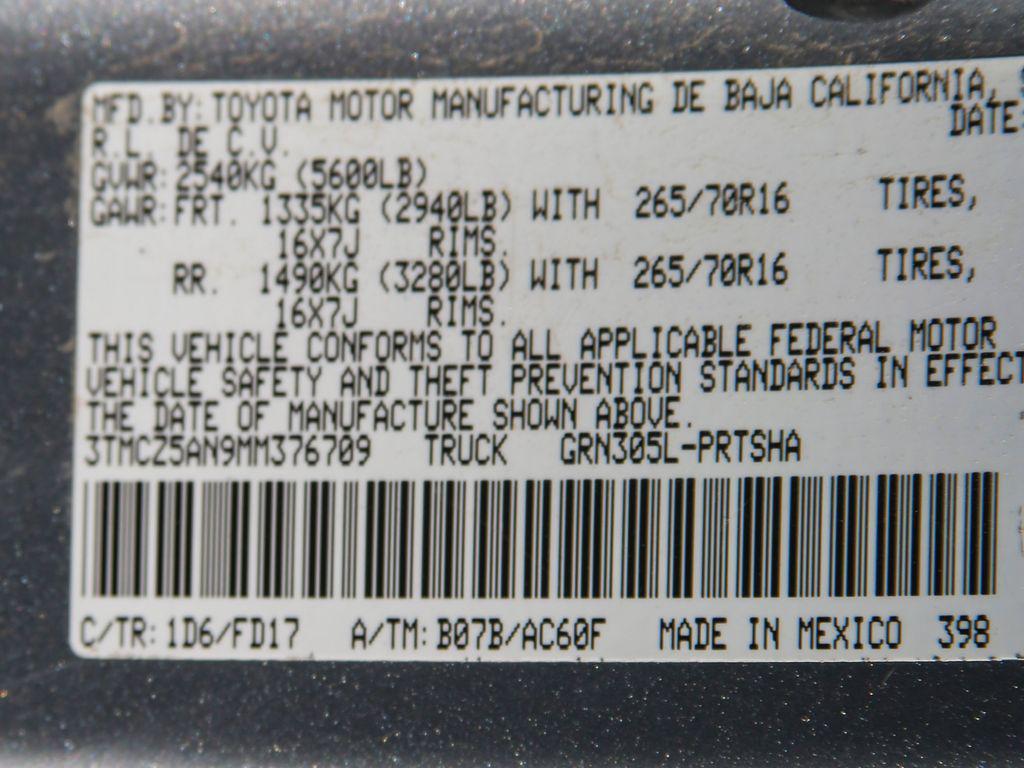 MFD.BY: TOYOTA MOTOR MANUFACTURING DE BAJA CALIFORNIA, S
R.L. DE C.V. DATE:
GVWR: 2540KG (5600LB)
GAWR: FRT. 1335KG (2940LB) WITH 265/70R16 TIRES,
16X7J RIMS.
RR. 1490KG (3280LB) WITH 265/70R16 TIRES,
16X7J RIMS.
THIS VEHICLE CONFORMS TO ALL APPLICABLE FEDERAL MOTOR
VEHICLE SAFETY AND THEFT PREVENTION STANDARDS IN EFFECT
THE DATE OF MANUFACTURE SHOWN ABOVE.
3TMCZ5AN9MM376709 TRUCK GRN305L-PRTSHA
C/TR: 1D6/FD17 A/TM: B07B/AC60F MADE IN MEXICO 398